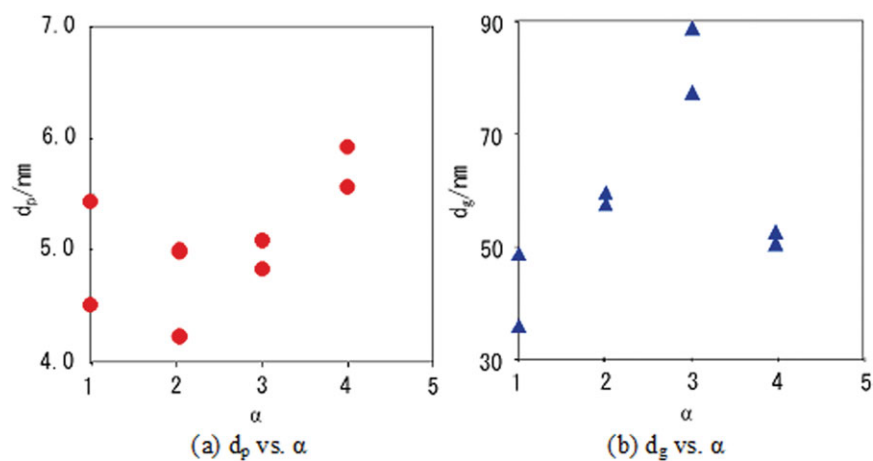 7.0
6.0
5.0
4.0
dp/nm
1 2 3 4 5
α
(a) dp vs. α
90
70
50
30
dg/nm
1 2 3 4 5
α
(b) dg vs. α